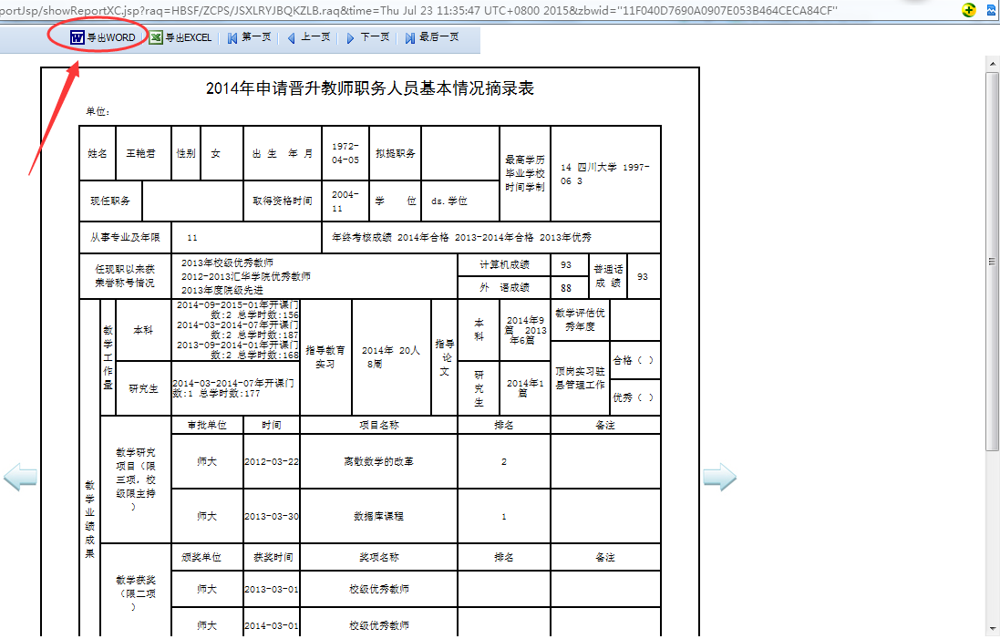 portJsp/showReportXC.jsp?raq=HBSF/ZCPS/JSXLRYJBQKZLB.raq&time=Thu Jul 23 11:35:47 UTC+0800 2015&zbwid="11F040D7690A0907E053B464CECA84CF"
导出WORD 导出EXCEL 第一页 上一页 下一页 最后一页
2014年申请晋升教师职务人员基本情况摘录表
单位:
姓名 王艳君 性别 女 出 生 年 月 1972-
04-05 拟提职务 最高学历
毕业学校
时间学制 14 四川大学 1997-
06 3
现任职务 取得资格时间 2004-
11 学 位 ds.学位
从事专业及年限 11 年终考核成绩 2014年合格 2013-2014年合格 2013年优秀
任现职以来获
荣誉称号情况
2013年校级优秀教师
2012-2013汇华学院优秀教师
2013年度院级先进
计算机成绩 93
外 语成绩 88
普通话
成 绩 93
教学业绩成果
教学工作量
本科
2014-09-2015-01年开课门
数:2 总学时数:156
2014-03-2014-07年开课门
数:2 总学时数:187
2013-09-2014-01年开课门
数:2 总学时数:168
研究生
2014-03-2014-07年开课门
数:1 总学时数:177
指导教育
实习
2014年 20人
8周
指导论文
本科
2014年9
篇 2013
年6篇
研究生
2014年1
篇
教学评估优
秀年度
顶岗实习驻
县管理工作
合格（ ）
优秀（ ）
教学研究
项目（限
三项，校
级限主持
）
审批单位 时间 项目名称 排名 备注
师大 2012-03-22 离散数学的改革 2
师大 2013-03-30 数据库课程 1
教学获奖
（限二项
）
颁奖单位 获奖时间 奖项名称 排名 备注
师大 2013-03-01 校级优秀教师
师大 2014-03-01 校级优秀教师